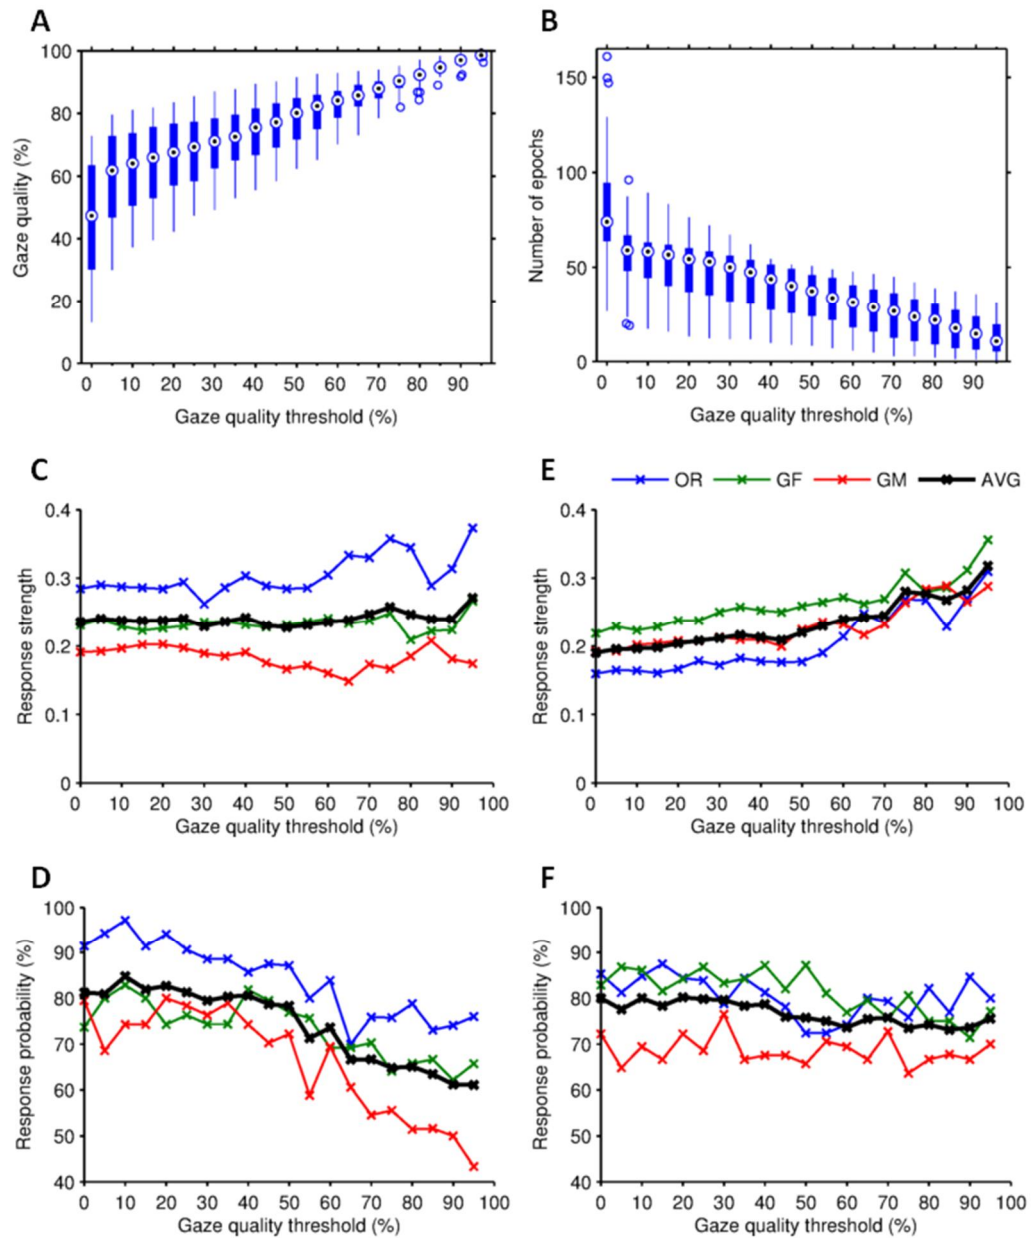 A
B
100
80
60
40
20
0
Gaze quality (%)
0 10 20 30 40 50 60 70 80 90
Gaze quality threshold (%)
150
100
50
0
Number of epochs
0 10 20 30 40 50 60 70 80 90
Gaze quality threshold (%)
C
E
OR GF GM AVG
0.4
0.3
0.2
0.1
0
Response strength
0 10 20 30 40 50 60 70 80 90 100
Gaze quality threshold (%)
0.4
0.3
0.2
0.1
0
Response strength
0 10 20 30 40 50 60 70 80 90 100
Gaze quality threshold (%)
D
F
100
90
80
70
60
50
40
Response probability (%)
0 10 20 30 40 50 60 70 80 90 100
Gaze quality threshold (%)
100
90
80
70
60
50
40
Response probability (%)
0 10 20 30 40 50 60 70 80 90 100
Gaze quality threshold (%)